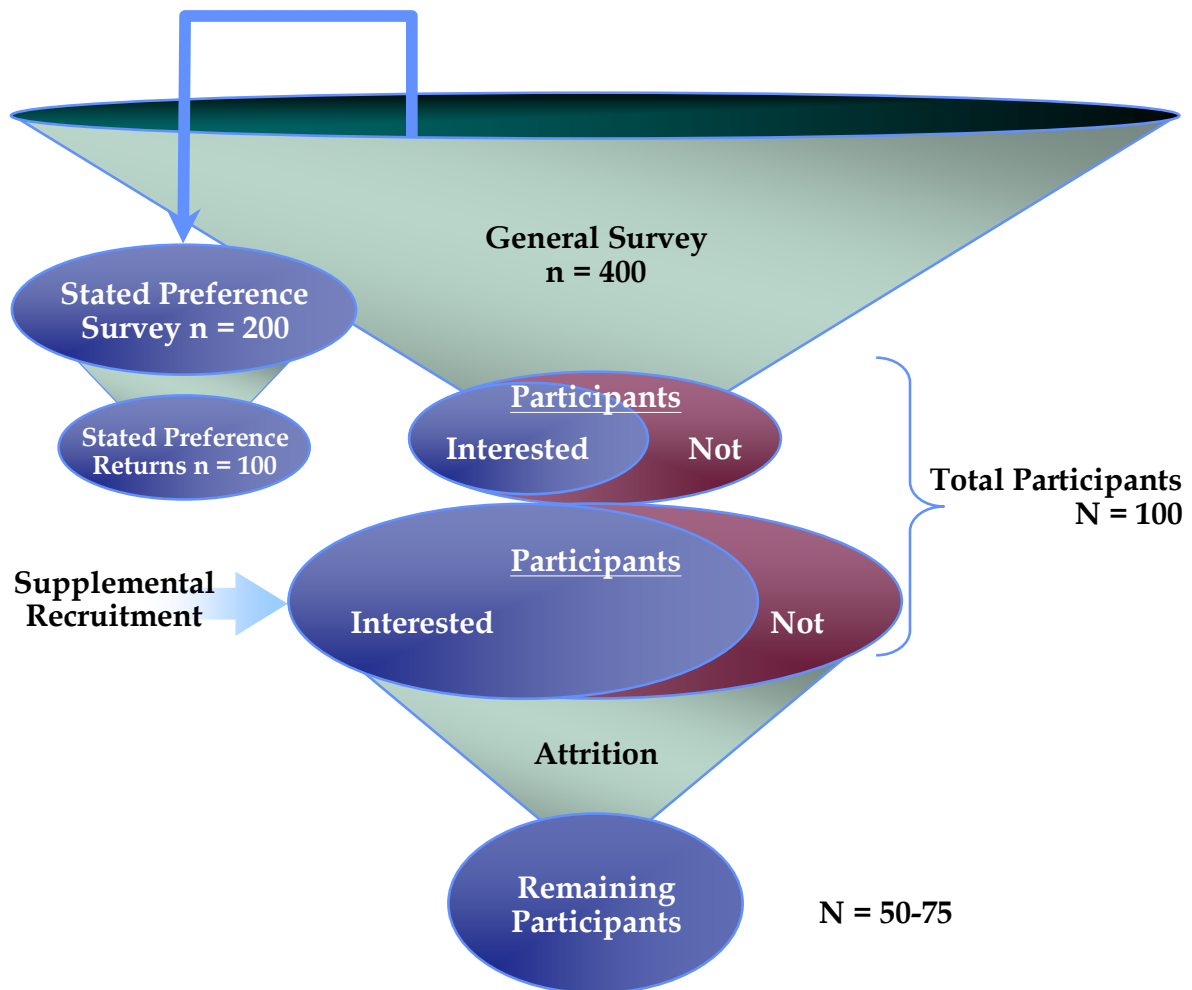 General Survey
n = 400
Stated Preference
Survey n = 200
Participants
Interested
Not
Stated Preference
Returns n = 100
Total Participants
N = 100
Participants
Supplemental
Recruitment
Interested
Not
Attrition
Remaining
Participants
N = 50-75